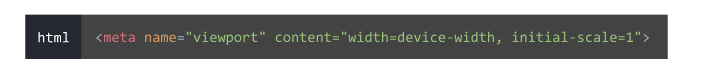 html <meta name="viewport" content="width=device-width, initial-scale=1">